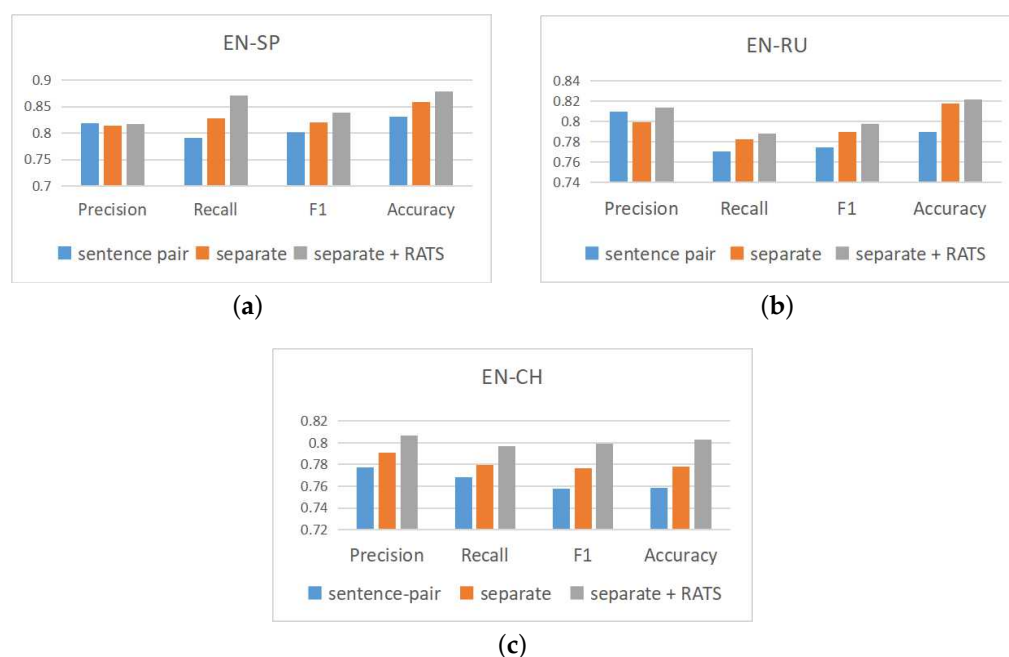 EN-SP
0.9
0.85
0.8
0.75
0.7
Precision Recall F1 Accuracy
sentence pair separate separate + RATS
(a)
EN-RU
0.84
0.82
0.8
0.78
0.76
0.74
Precision Recall F1 Accuracy
sentence pair separate separate + RATS
(b)
EN-CH
0.82
0.8
0.78
0.76
0.74
0.72
Precision Recall F1 Accuracy
sentence-pair separate separate + RATS
(c)